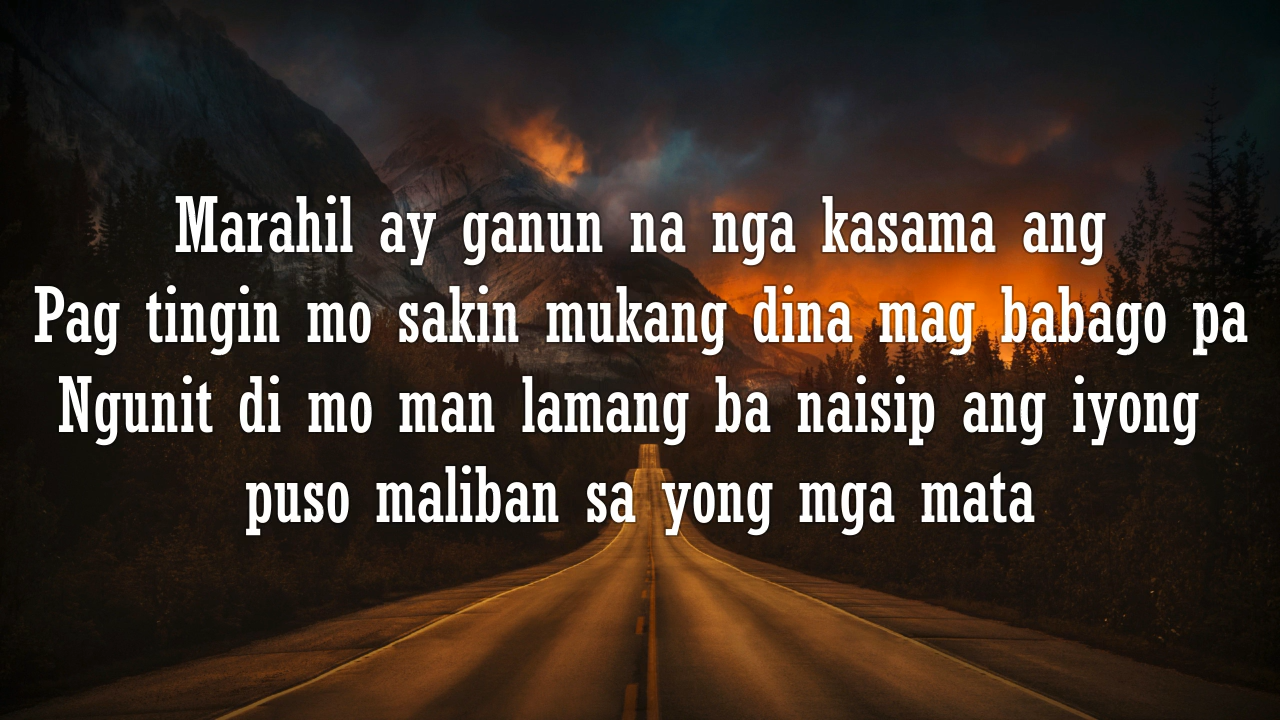 Marahil ay ganun na nga kasama ang
Pag tingin mo sakin mukang dina mag babago pa
Ngunit di mo man lamang ba naisip ang iyong
puso maliban sa yong mga mata